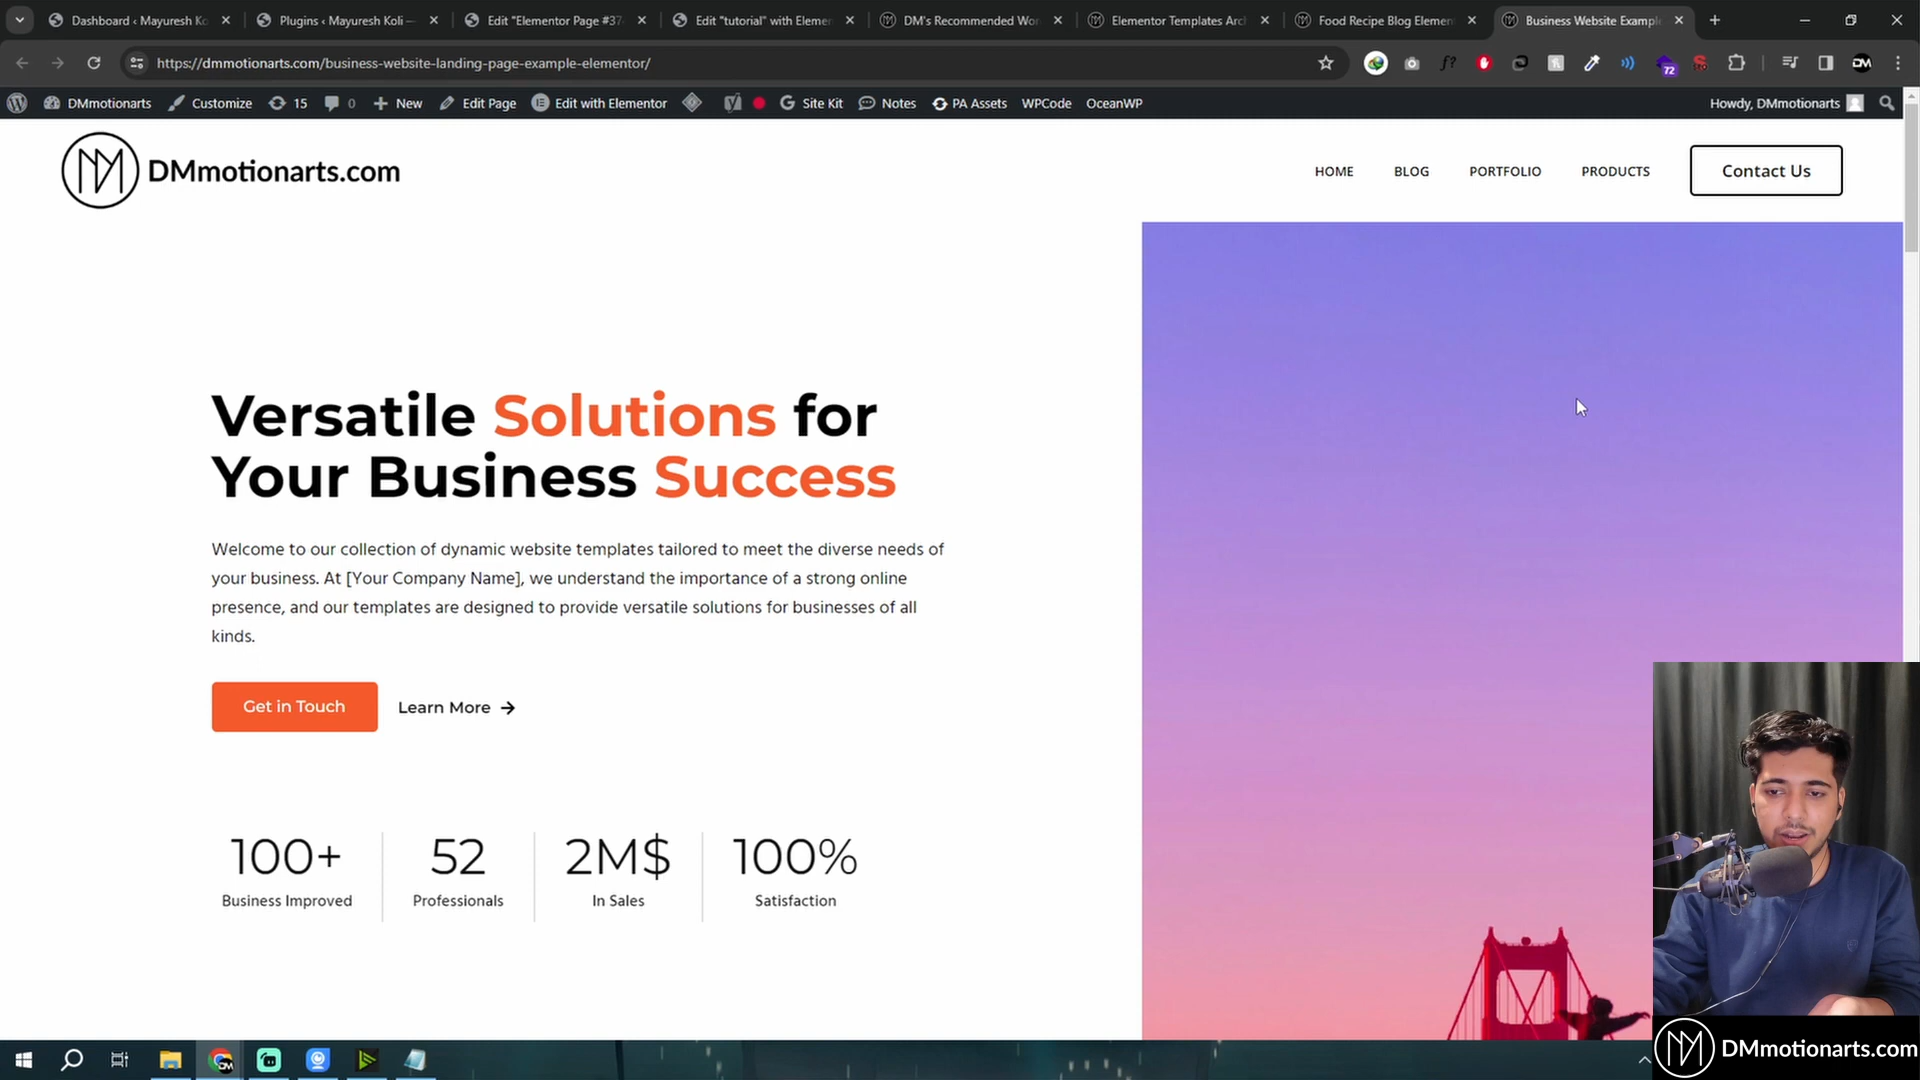 Dashboard ‹ Mayuresh Ko
Plugins ‹ Mayuresh Koli —
Edit "Elementor Page #37
Edit "tutorial" with Elemen
DM's Recommended Wor
Elementor Templates Arc
Food Recipe Blog Elemen
Business Website Exampl
https://dmmotionarts.com/business-website-landing-page-example-elementor/
f?
72
DMmotionarts
Customize
15
0
New
Edit Page
Edit with Elementor
Site Kit
Notes
PA Assets
WPCode
OceanWP
Howdy, DMmotionarts
DMmotionarts.com
HOME
BLOG
PORTFOLIO
PRODUCTS
Contact Us
Versatile Solutions for
Your Business Success
Welcome to our collection of dynamic website templates tailored to meet the diverse needs of
your business. At [Your Company Name], we understand the importance of a strong online
presence, and our templates are designed to provide versatile solutions for businesses of all
kinds.
Get in Touch
Learn More
100+
Business Improved
52
Professionals
2M$
In Sales
100%
Satisfaction
DMmotionarts.com